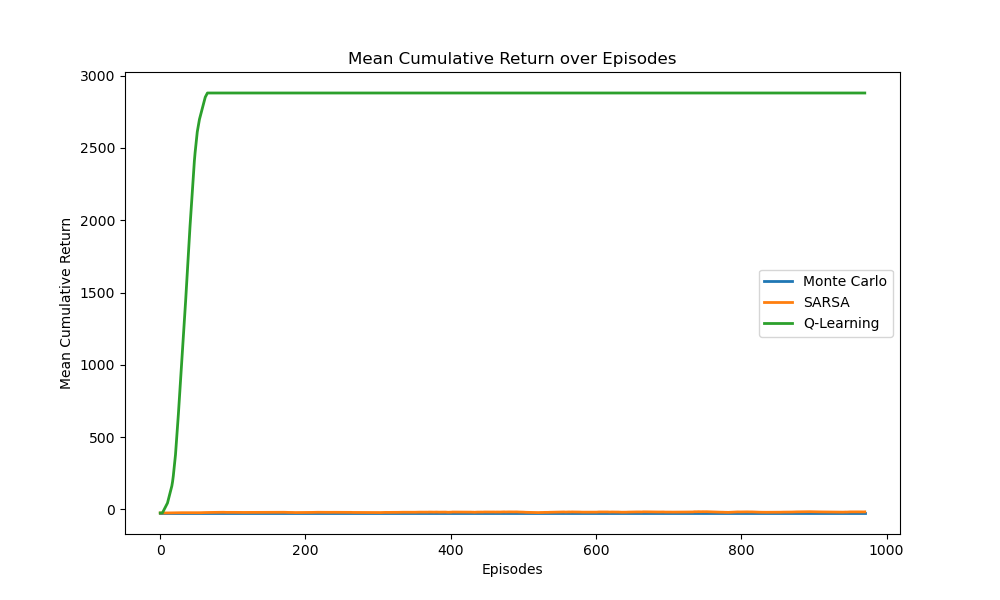 Mean Cumulative Return over Episodes
3000
2500
2000
1500
1000
500
0
Mean Cumulative Return
Monte Carlo
SARSA
Q-Learning
0 200 400 600 800 1000
Episodes